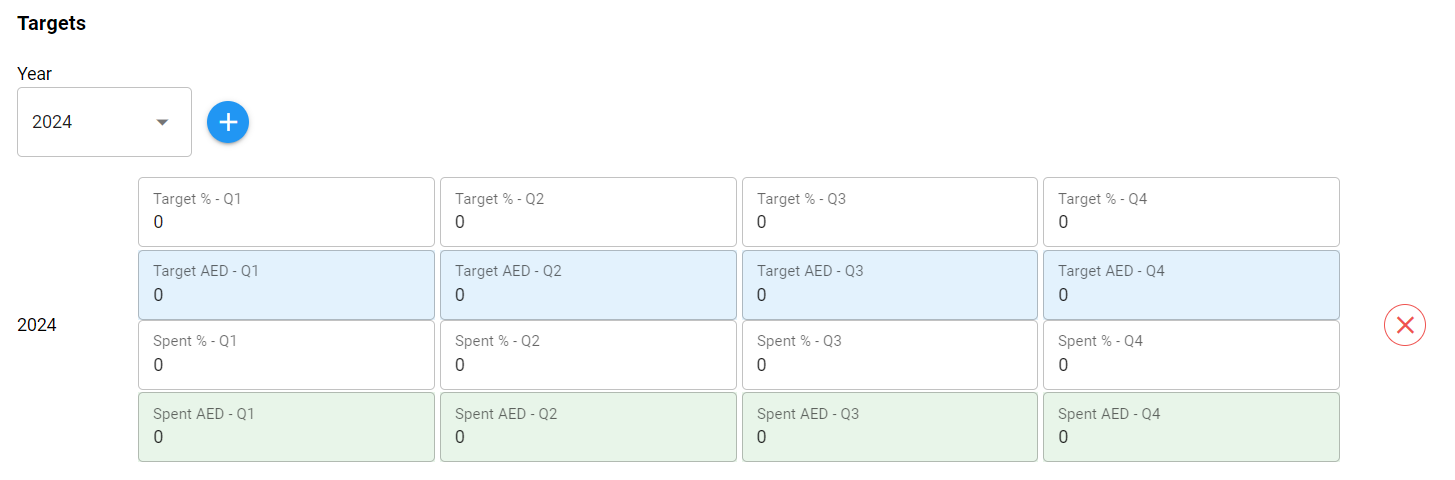 Targets
Year
2024
Target % - Q1 Target % - Q2 Target % - Q3 Target % - Q4
0 0 0 0
Target AED - Q1 Target AED - Q2 Target AED - Q3 Target AED - Q4
0 0 0 0
2024
Spent % - Q1 Spent % - Q2 Spent % - Q3 Spent % - Q4
0 0 0 0
Spent AED - Q1 Spent AED - Q2 Spent AED - Q3 Spent AED - Q4
0 0 0 0